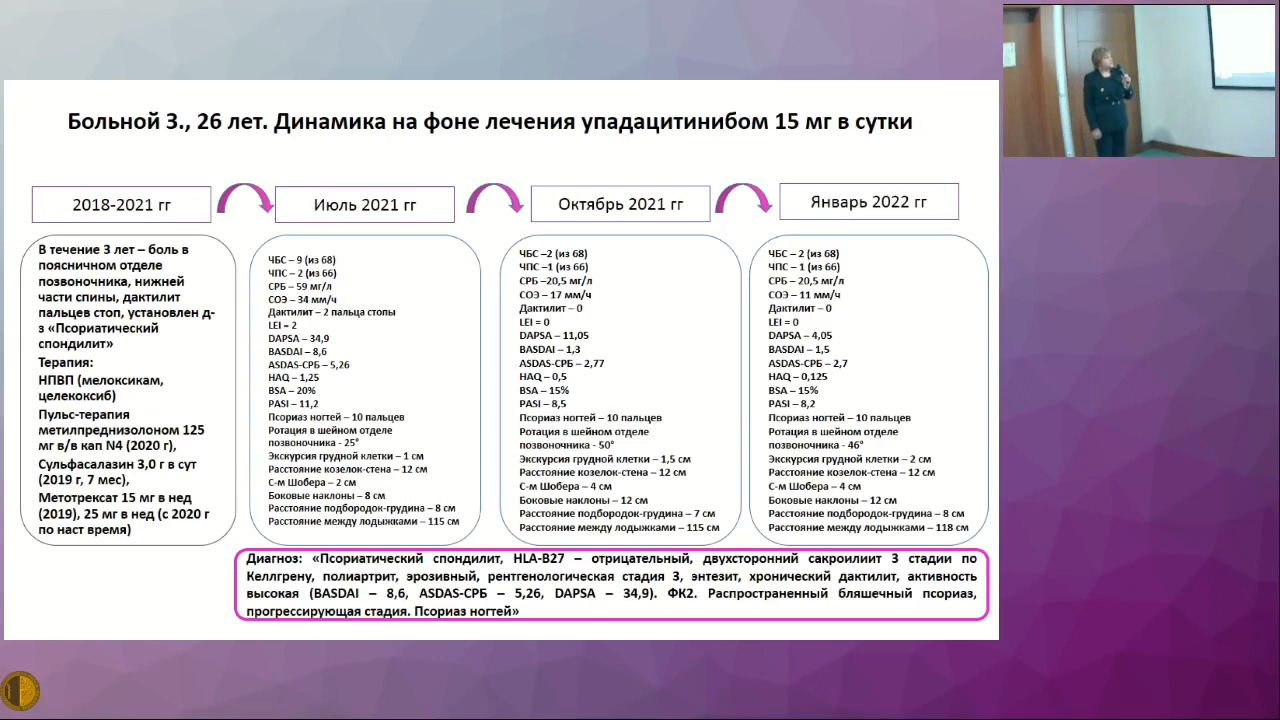 Больной З., 26 лет. Динамика на фоне лечения упадацитинибом 15 мг в сутки
2018-2021 гг
Июль 2021 гг
Октябрь 2021 гг
Январь 2022 гг
В течение 3 лет – боль в
поясничном отделе
позвоночника, нижней
части спины, дактилит
пальцев стоп, установлен д-
з «Псориатический
спондилит»
Терапия:
НПВП (мелоксикам,
целекоксиб)
Пульс-терапия
метилпреднизолоном 125
мг в/в кап N4 (2020 г),
Сульфасалазин 3,0 г в сут
(2019 г, 7 мес),
Метотрексат 15 мг в нед
(2019), 25 мг в нед (с 2020 г
по наст время)
ЧБС – 9 (из 68)
ЧПС – 2 (из 66)
СРБ – 59 мг/л
СОЭ – 34 мм/ч
Дактилит – 2 пальца стопы
LEI = 2
DAPSA – 34,9
BASDAI – 8,6
ASDAS-СРБ – 5,26
HAQ – 1,25
BSA – 20%
PASI – 11,2
Псориаз ногтей – 10 пальцев
Ротация в шейном отделе
позвоночника - 25°
Экскурсия грудной клетки – 1 см
Расстояние козелок-стена – 12 см
С-м Шобера – 2 см
Боковые наклоны – 8 см
Расстояние подбородок-грудина – 8 см
Расстояние между лодыжками – 115 см
ЧБС –2 (из 68)
ЧПС –1 (из 66)
СРБ –20,5 мг/л
СОЭ – 17 мм/ч
Дактилит – 0
LEI = 0
DAPSA – 11,05
BASDAI – 1,3
ASDAS-СРБ – 2,77
HAQ – 0,5
BSA – 15%
PASI – 8,5
Псориаз ногтей – 10 пальцев
Ротация в шейном отделе
позвоночника - 50°
Экскурсия грудной клетки – 1,5 см
Расстояние козелок-стена – 12 см
С-м Шобера – 4 см
Боковые наклоны – 12 см
Расстояние подбородок-грудина – 7 см
Расстояние между лодыжками – 115 см
ЧБС – 2 (из 68)
ЧПС – 1 (из 66)
СРБ – 20,5 мг/л
СОЭ – 11 мм/ч
Дактилит – 0
LEI = 0
DAPSA – 4,05
BASDAI – 1,5
ASDAS-СРБ – 2,7
HAQ – 0,125
BSA – 15%
PASI – 8,2
Псориаз ногтей – 10 пальцев
Ротация в шейном отделе
позвоночника - 46°
Экскурсия грудной клетки – 2 см
Расстояние козелок-стена – 12 см
С-м Шобера – 4 см
Боковые наклоны – 12 см
Расстояние подбородок-грудина – 8 см
Расстояние между лодыжками – 118 см
Диагноз: «Псориатический спондилит, HLA-B27 – отрицательный, двухсторонний сакроилиит 3 стадии по
Келлгрену, полиартрит, эрозивный, рентгенологическая стадия 3, энтезит, хронический дактилит, активность
высокая (BASDAI – 8,6, ASDAS-СРБ – 5,26, DAPSA – 34,9). ФК2. Распространенный бляшечный псориаз,
прогрессирующая стадия. Псориаз ногтей»